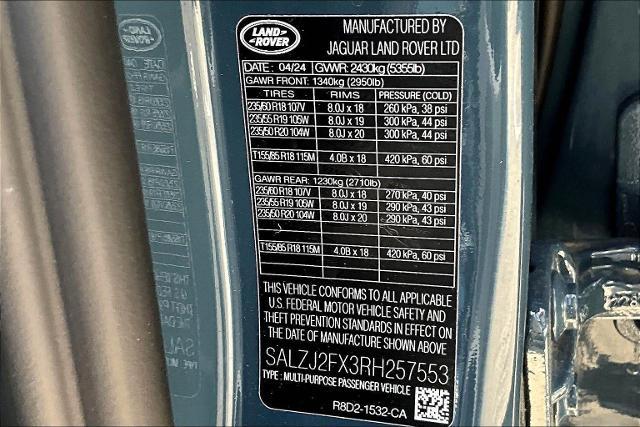 LAND
ROVER
MANUFACTURED BY
JAGUAR LAND ROVER LTD
DATE: 04/24 GVWR: 2430kg (5355lb)
GAWR FRONT: 1340kg (2950lb)
TIRES RIMS PRESSURE (COLD)
235/60 R18 107V 8.0J x 18 260 kPa, 38 psi
235/55 R19 105W 8.0J x 19 300 kPa, 44 psi
235/50 R20 104W 8.0J x 20 300 kPa, 44 psi
T155/85 R18 115M 4.0B x 18 420 kPa, 60 psi
GAWR REAR: 1230kg (2710lb)
235/60 R18 107V 8.0J x 18 270 kPa, 40 psi
235/55 R19 105W 8.0J x 19 290 kPa, 43 psi
235/50 R20 104W 8.0J x 20 290 kPa, 43 psi
T155/85 R18 115M 4.0B x 18 420 kPa, 60 psi
THIS VEHICLE CONFORMS TO ALL APPLICABLE
U.S. FEDERAL MOTOR VEHICLE SAFETY AND
THEFT PREVENTION STANDARDS IN EFFECT ON
THE DATE OF MANUFACTURE SHOWN ABOVE
SALZJ2FX3RH257553
TYPE: MULTI-PURPOSE PASSENGER VEHICLE
R8D2-1532-CA